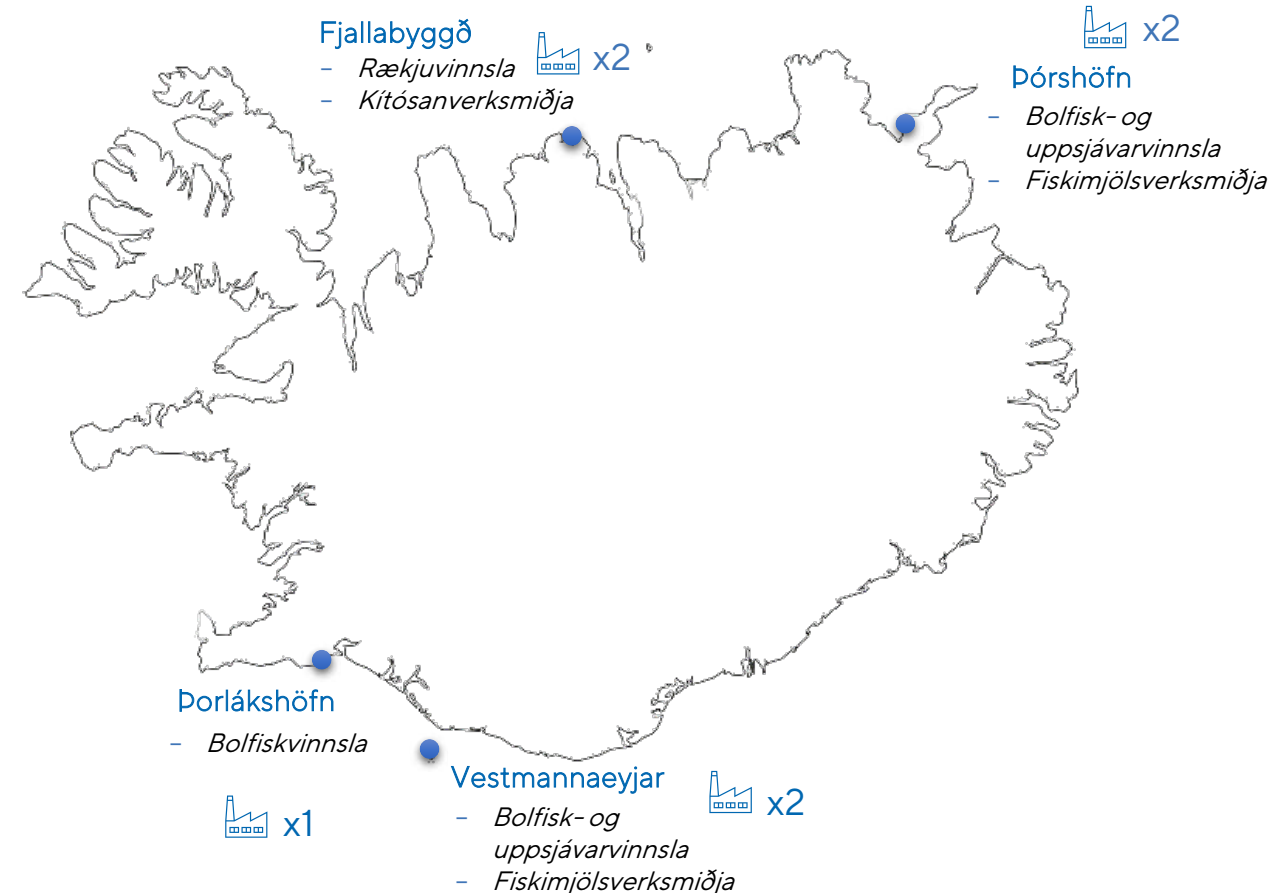 Fjallabyggð
- Rækjuvinnsla
- Kítósanverksmiðja
x2
x2
Þórshöfn
- Bolfisk- og
uppsjávarvinnsla
- Fiskimjölsverksmiðja
Þorlákshöfn
- Bolfiskvinnsla
x1
Vestmannaeyjar
- Bolfisk- og
uppsjávarvinnsla
- Fiskimjölsverksmiðja
x2